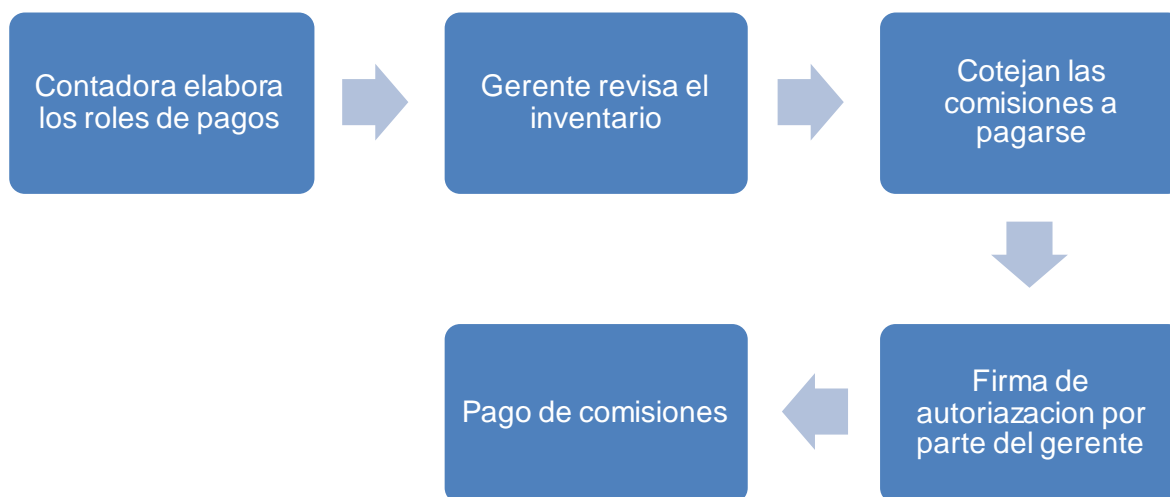 Contadora elabora
los roles de pagos
Gerente revisa el
inventario
Cotejan las
comisiones a
pagarse
Firma de
autoriazacion por
parte del gerente
Pago de comisiones